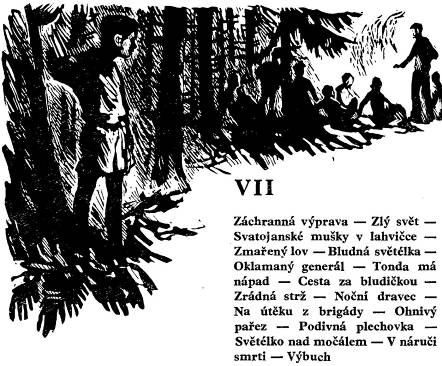 VII
Záchranná výprava — Zlý svět —
Svatojanské mušky v lahvičce —
Zmařený lov — Bludná světélka —
Oklamaný generál — Tonda má
nápad — Cesta za bludičkou —
Zrádná strž — Noční dravec —
Na útěku z brigády — Ohnivý
pařez — Podivná plechovka —
Světélko nad močálem — V náručí
smrti — Výbuch